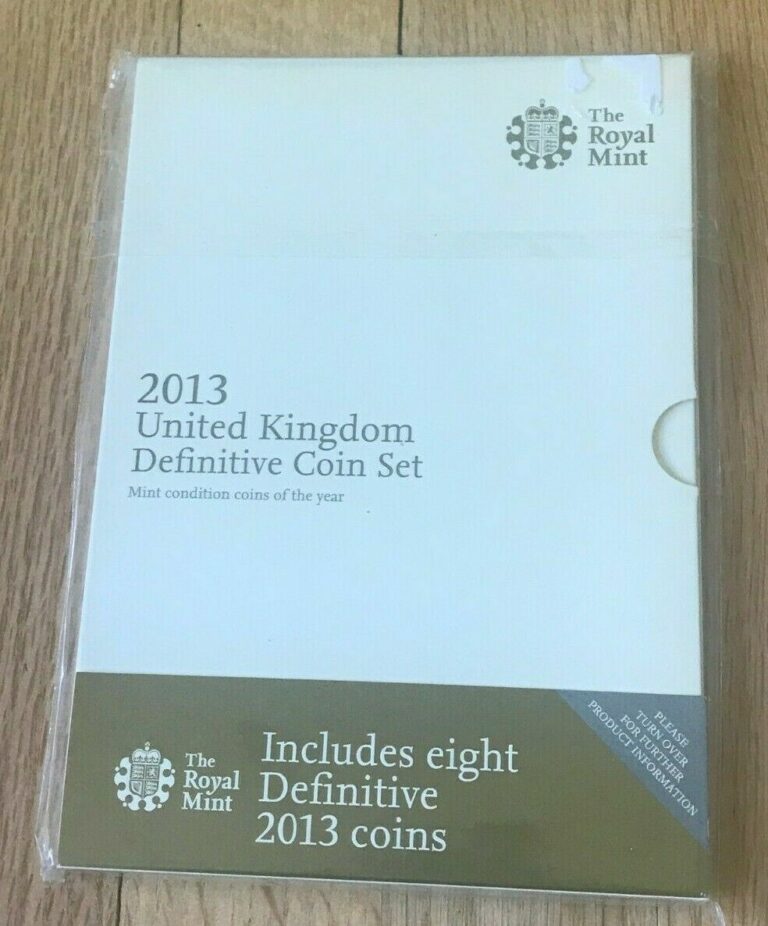 The
Royal
Mint
2013
United Kingdom
Definitive Coin Set
Mint condition coins of the year
PLEASE
TURN OVER
FOR FURTHER
PRODUCT INFORMATION
The
Royal
Mint
Includes eight
Definitive
2013 coins